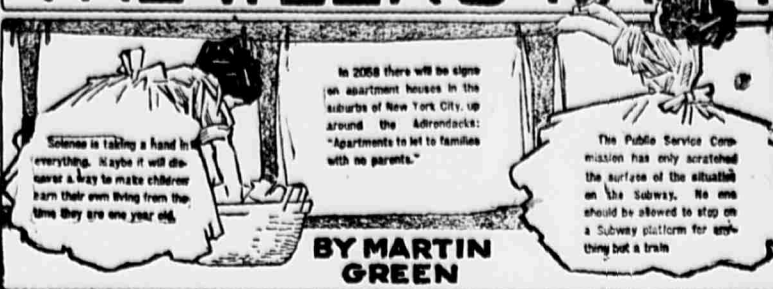 Science is taking a hand in
everything. Maybe it will dis-
cover a way to make children
earn their own living from the
time they are one year old.
In 2058 there will be signs
on apartment houses in the
suburbs of New York City, up
around the Adirondacks:
"Apartments to let to families
with no parents."
The Public Service Com-
mission has only scratched
the surface of the situation
on the Subway. No one
should be allowed to stop on
a Subway platform for any-
thing but a train
BY MARTIN
GREEN